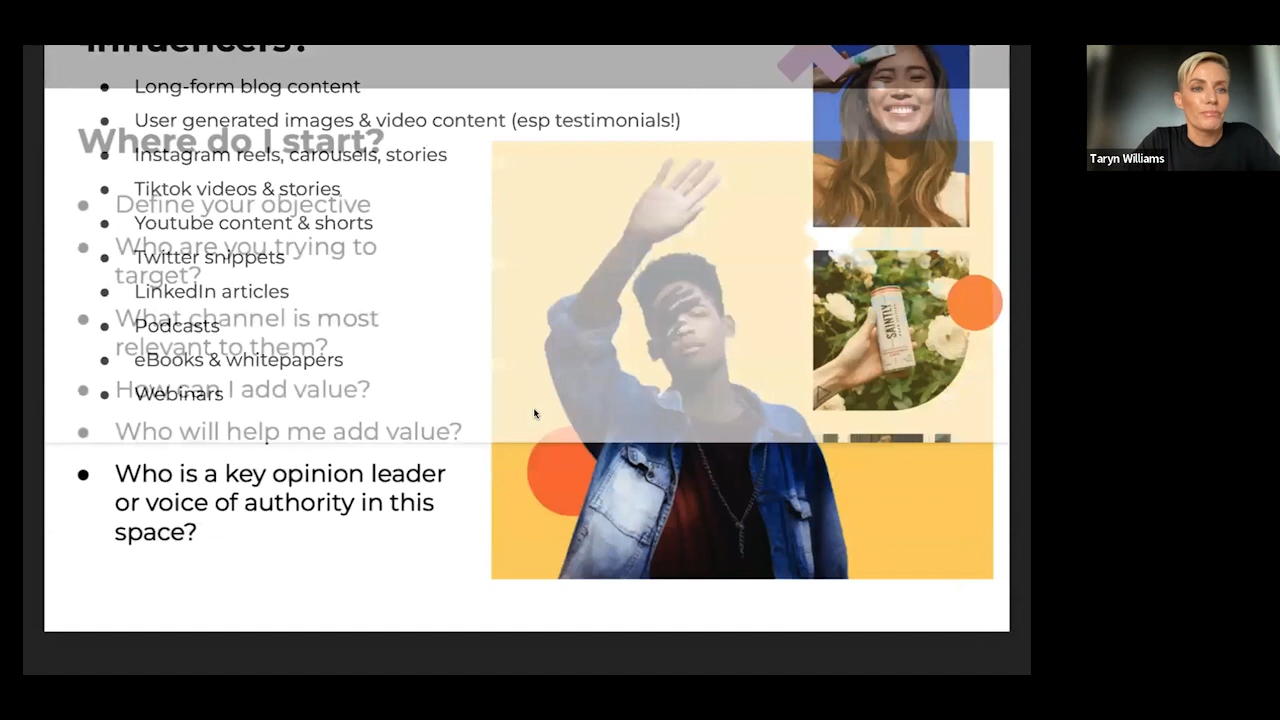 influencers?
Long-form blog content
User generated images & video content (esp testimonials!)
Instagram reels, carousels, stories
Tiktok videos & stories
Youtube content & shorts
Twitter snippets
LinkedIn articles
Podcasts
eBooks & whitepapers
Webinars
Where do I start?
Define your objective
Who are you trying to
target?
What channel is most
relevant to them?
How can I add value?
Who will help me add value?
Who is a key opinion leader
or voice of authority in this
space?
SAINTLY
Taryn Williams